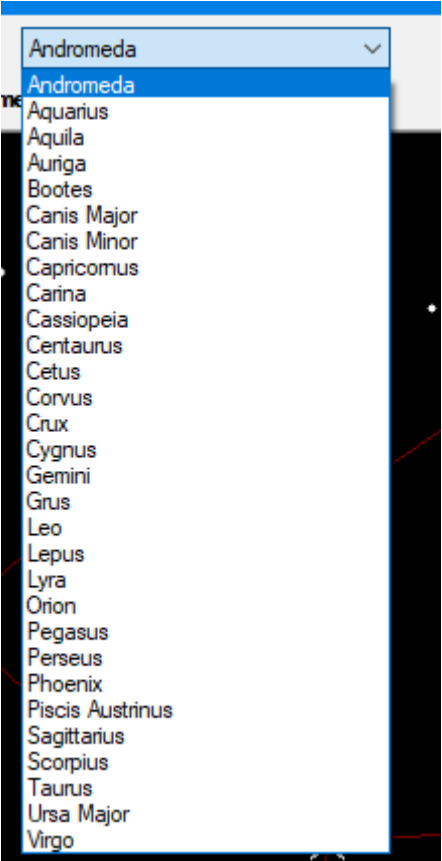 Andromeda
Andromeda
Aquarius
Aquila
Auriga
Bootes
Canis Major
Canis Minor
Capricornus
Carina
Cassiopeia
Centaurus
Cetus
Corvus
Crux
Cygnus
Gemini
Grus
Leo
Lepus
Lyra
Orion
Pegasus
Perseus
Phoenix
Piscis Austrinus
Sagittarius
Scorpius
Taurus
Ursa Major
Virgo